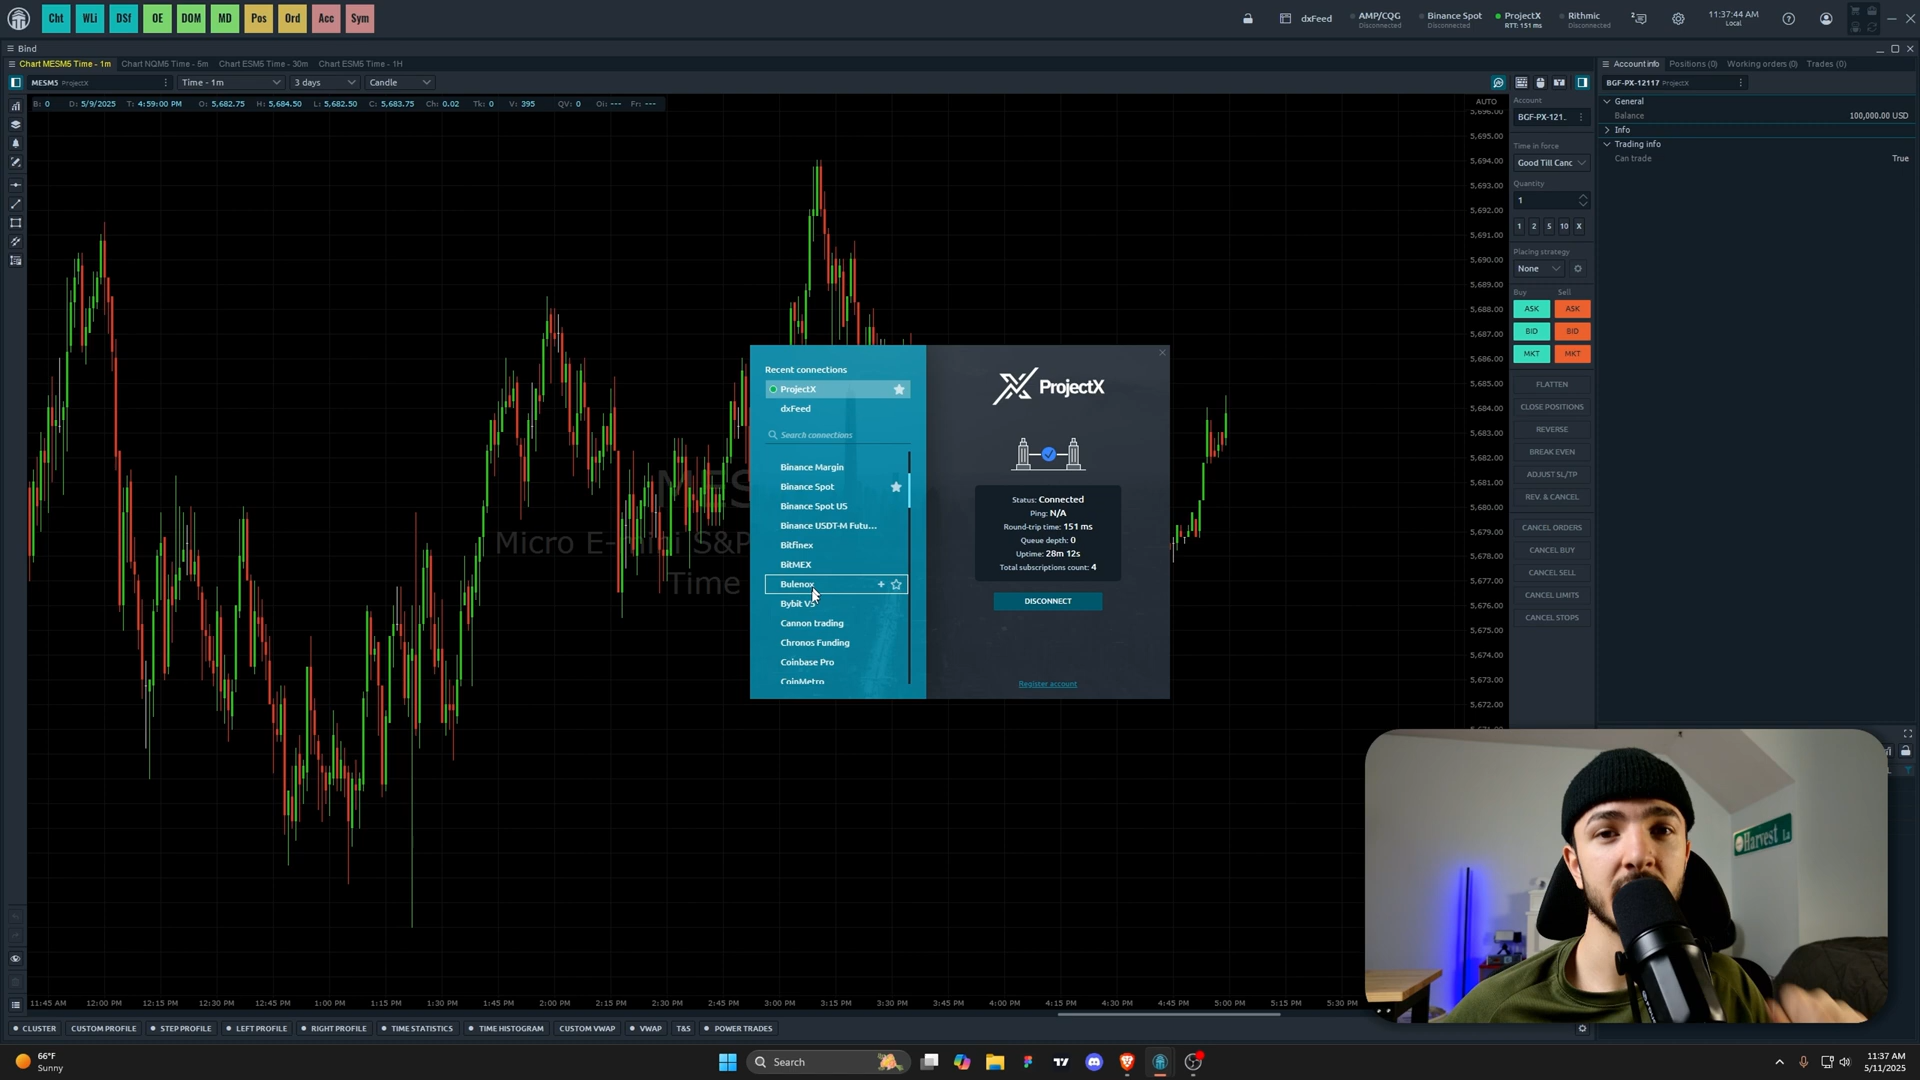 Cht WLi DSf OE DOM MD Pos Ord Acc Sym
dxFeed
AMP/CQG
Disconnected
Binance Spot
Disconnected
ProjectX
RTT: 151 ms
Rithmic
Disconnected
11:37:44 AM
Local
Bind
Chart MESM5 Time - 1m Chart NQM5 Time - 5m Chart ESM5 Time - 30m Chart ESM5 Time - 1H
MESM5 ProjectX Time - 1m 3 days Candle
B: 0 D: 5/9/2025 T: 4:59:00 PM O: 5,682.75 H: 5,684.50 L: 5,682.50 C: 5,683.75 Ch: 0.02 Tk: 0 V: 395 QV: 0 Oi: --- Fr: ---
AUTO
5,696.00
5,695.00
5,694.00
5,693.00
5,692.00
5,691.00
5,690.00
5,689.00
5,688.00
5,687.00
5,686.00
5,685.00
5,684.00
5,683.00
5,682.00
5,681.00
5,680.00
5,679.00
5,678.00
5,677.00
5,676.00
5,675.00
5,674.00
5,673.00
5,672.00
Micro E-mini S&P
Time
Recent connections
ProjectX
dxFeed
Search connections
Binance Margin
Binance Spot
Binance Spot US
Binance USDT-M Futu...
Bitfinex
BitMEX
Bulenox
Bybit V5
Cannon trading
Chronos Funding
Coinbase Pro
CoinMetro
ProjectX
Status: Connected
Ping: N/A
Round-trip time: 151 ms
Queue depth: 0
Uptime: 28m 12s
Total subscriptions count: 4
DISCONNECT
Register account
Account
BGF-PX-121.
Time in force
Good Till Canc
Quantity
1
1 2 5 10 X
Placing strategy
None
Buy Sell
ASK ASK
BID BID
MKT MKT
FLATTEN
CLOSE POSITIONS
REVERSE
BREAK EVEN
ADJUST SL/TP
REV. & CANCEL
CANCEL ORDERS
CANCEL BUY
CANCEL SELL
CANCEL LIMITS
CANCEL STOPS
Account info Positions (0) Working orders (0) Trades (0)
BGF-PX-12117 ProjectX
General
Balance 100,000.00 USD
Info
Trading info
Can trade True
Harvest La
11:45 AM 12:00 PM 12:15 PM 12:30 PM 12:45 PM 1:00 PM 1:15 PM 1:30 PM 1:45 PM 2:00 PM 2:15 PM 2:30 PM 2:45 PM 3:00 PM 3:15 PM 3:30 PM 3:45 PM 4:00 PM 4:15 PM 4:30 PM 4:45 PM 5:00 PM 5:15 PM 5:30 PM
CLUSTER CUSTOM PROFILE STEP PROFILE LEFT PROFILE RIGHT PROFILE TIME STATISTICS TIME HISTOGRAM CUSTOM VWAP VWAP T&S POWER TRADES
66°F
Sunny
Search
11:37 AM
5/11/2025